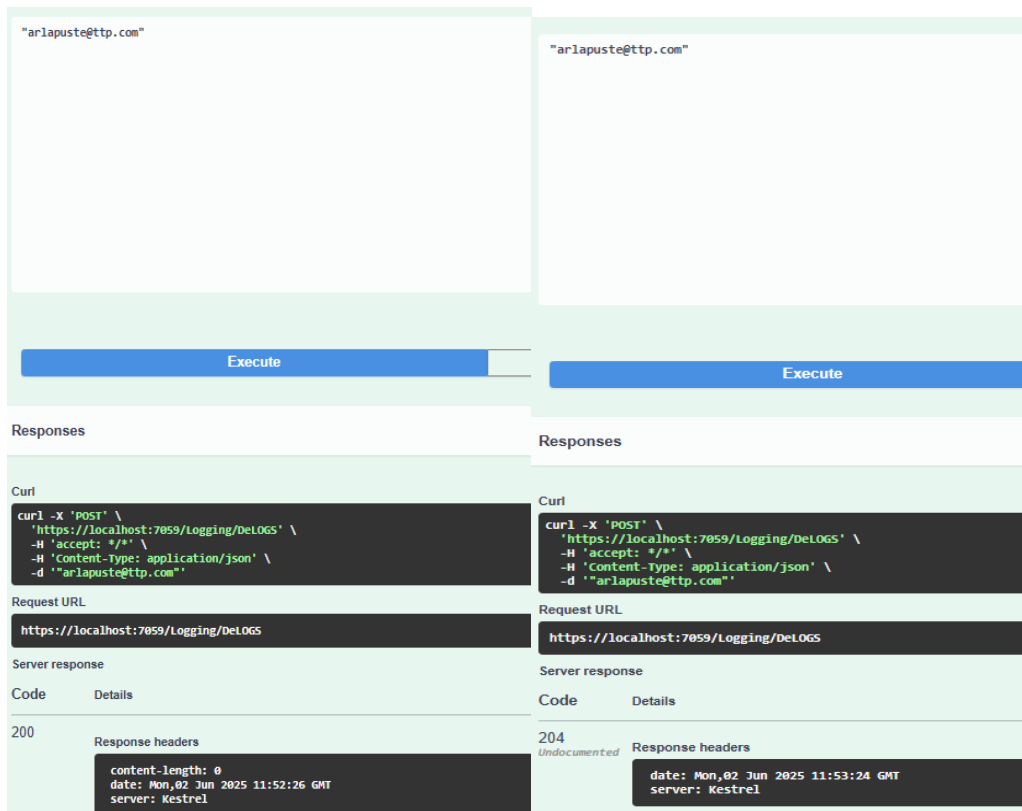 "arlapuste@ttp.com"
Execute
Responses
Curl
curl -X 'POST' \
'https://localhost:7059/Logging/DeLOGS' \
-H 'accept: */*' \
-H 'Content-Type: application/json' \
-d '"arlapuste@ttp.com"'
Request URL
https://localhost:7059/Logging/DeLOGS
Server response
Code Details
200
Response headers
content-length: 0
date: Mon,02 Jun 2025 11:52:26 GMT
server: Kestrel
"arlapuste@ttp.com"
Execute
Responses
Curl
curl -X 'POST' \
'https://localhost:7059/Logging/DeLOGS' \
-H 'accept: */*' \
-H 'Content-Type: application/json' \
-d '"arlapuste@ttp.com"'
Request URL
https://localhost:7059/Logging/DeLOGS
Server response
Code Details
204
Undocumented
Response headers
date: Mon,02 Jun 2025 11:53:24 GMT
server: Kestrel